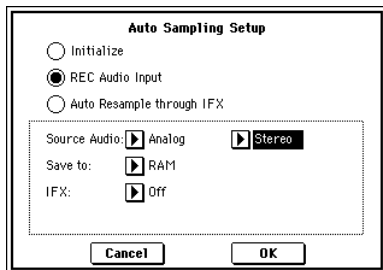 Auto Sampling Setup
Initialize
REC Audio Input
Auto Resample through IFX
Source Audio: Analog Stereo
Save to: RAM
IFX: Off
Cancel OK